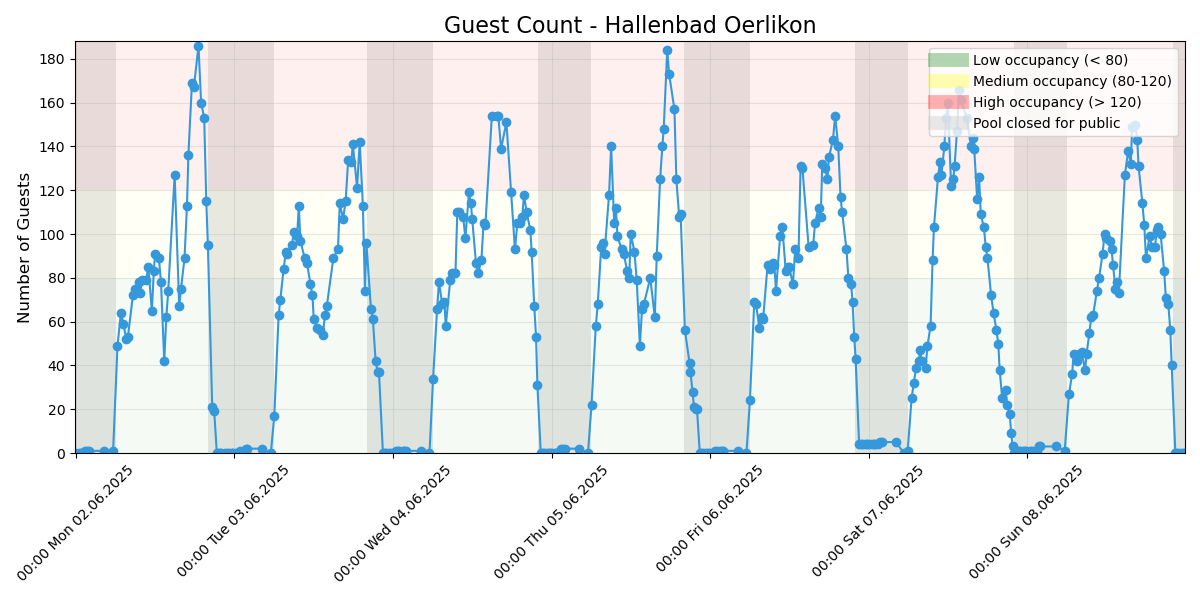 Guest Count - Hallenbad Oerlikon
Number of Guests
180
160
140
120
100
80
60
40
20
0
Low occupancy (< 80)
Medium occupancy (80-120)
High occupancy (> 120)
Pool closed for public
00:00 Mon 02.06.2025
00:00 Tue 03.06.2025
00:00 Wed 04.06.2025
00:00 Thu 05.06.2025
00:00 Fri 06.06.2025
00:00 Sat 07.06.2025
00:00 Sun 08.06.2025